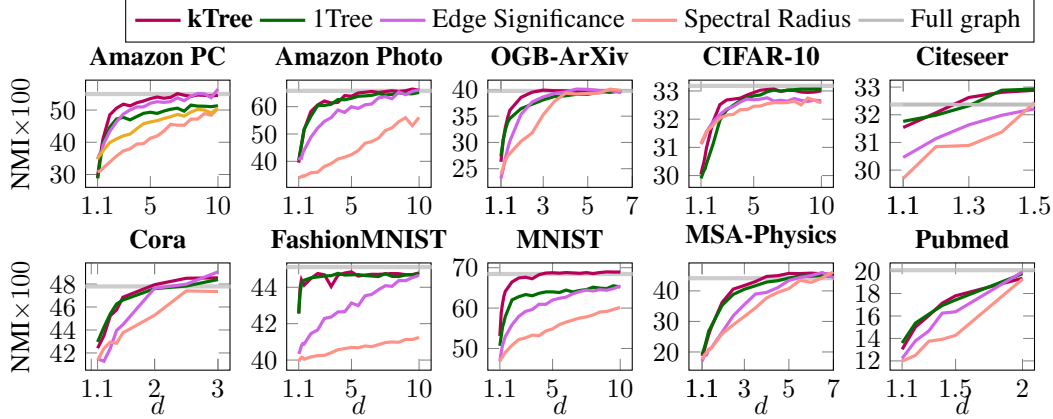 kTree 1Tree Edge Significance Spectral Radius Full graph
Amazon PC Amazon Photo OGB-ArXiv CIFAR-10 Citeseer
NMI×100
50
40
30
1.1 5 10
60
50
40
1.1 5 10
40
35
30
25
1.1 3 5 7
33
32
31
30
1.1 5 10
33
32
31
30
1.1 1.3 1.5
Cora FashionMNIST MNIST MSA-Physics Pubmed
NMI×100
48
46
44
42
1.1 2 3
d
44
42
40
1.1 5 10
d
70
60
50
1.1 5 10
d
40
20
1.1 3 5 7
d
20
18
16
14
12
1.1 1.5 2
d